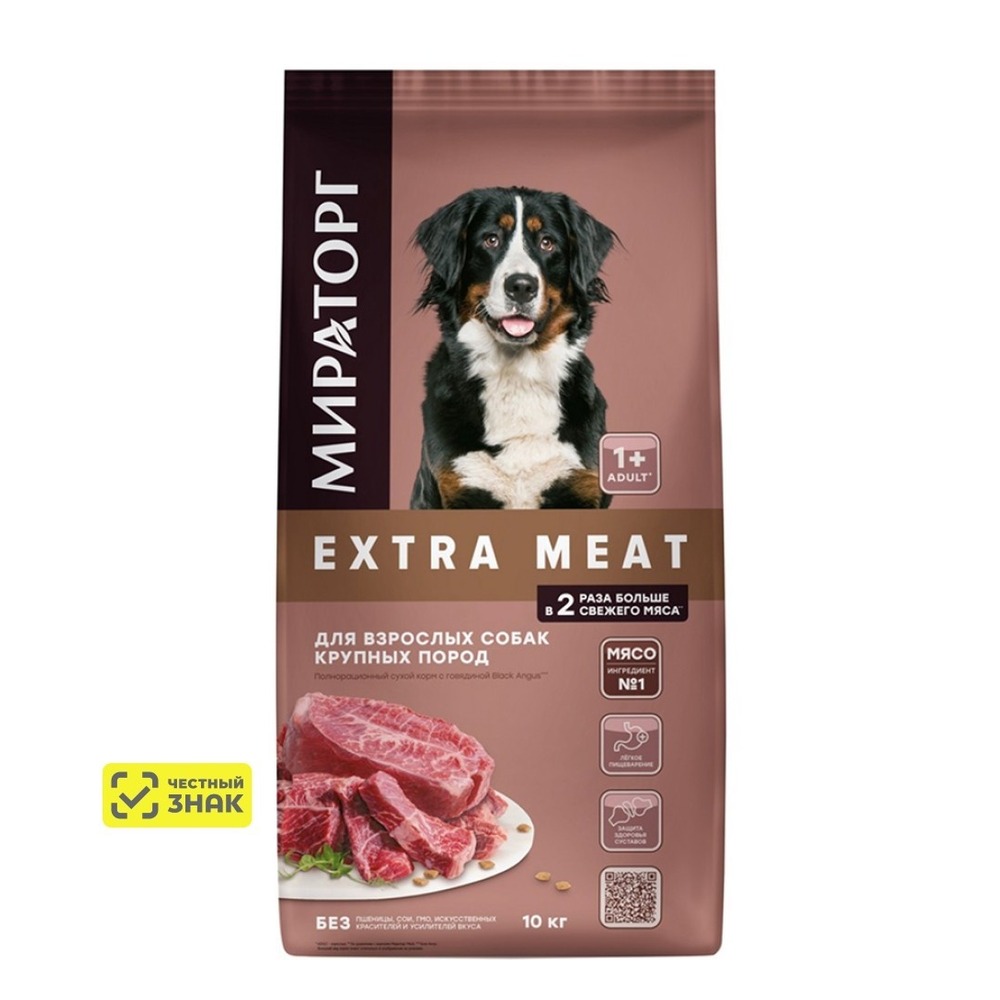 МИРАТОРГ
1+
ADULT*
EXTRA MEAT
В 2 РАЗА БОЛЬШЕ
СВЕЖЕГО МЯСА**
ДЛЯ ВЗРОСЛЫХ СОБАК
КРУПНЫХ ПОРОД
Полнорационный сухой корм с говядиной Black Angus***
МЯСО
ИНГРЕДИЕНТ
№1
ЛЁГКОЕ
ПИЩЕВАРЕНИЕ
ЗАЩИТА
ЗДОРОВЬЯ
СУСТАВОВ
ЧЕСТНЫЙ
ЗНАК
БЕЗ ПШЕНИЦЫ, СОИ, ГМО, ИСКУССТВЕННЫХ
КРАСИТЕЛЕЙ И УСИЛИТЕЛЕЙ ВКУСА
10 КГ